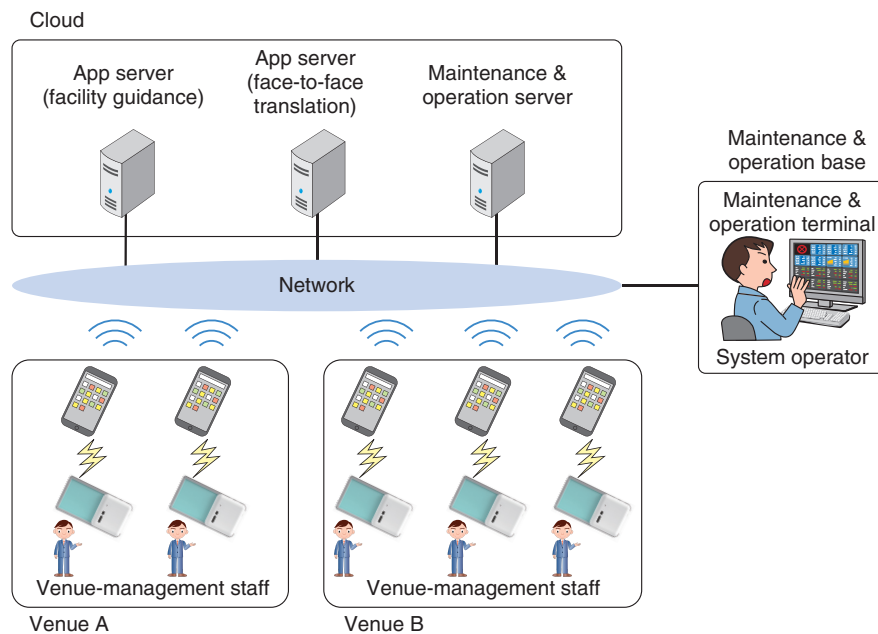 Cloud
App server
(facility guidance)
App server
(face-to-face
translation)
Maintenance &
operation server
Maintenance &
operation base
Maintenance &
operation terminal
System operator
Network
Venue-management staff
Venue A
Venue-management staff
Venue B